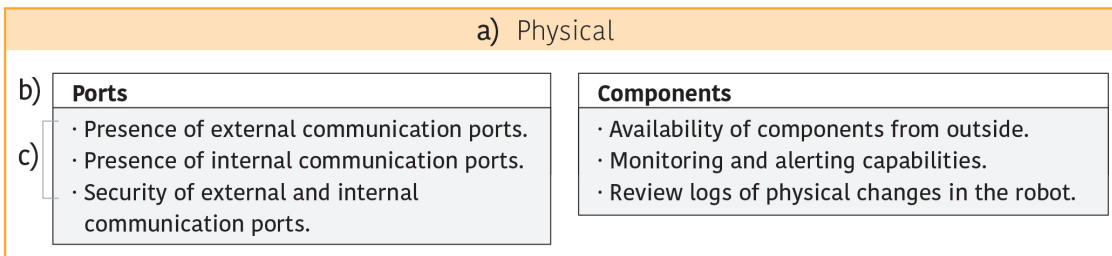 a) Physical
b)
Ports
c)
· Presence of external communication ports.
· Presence of internal communication ports.
· Security of external and internal
communication ports.
Components
· Availability of components from outside.
· Monitoring and alerting capabilities.
· Review logs of physical changes in the robot.